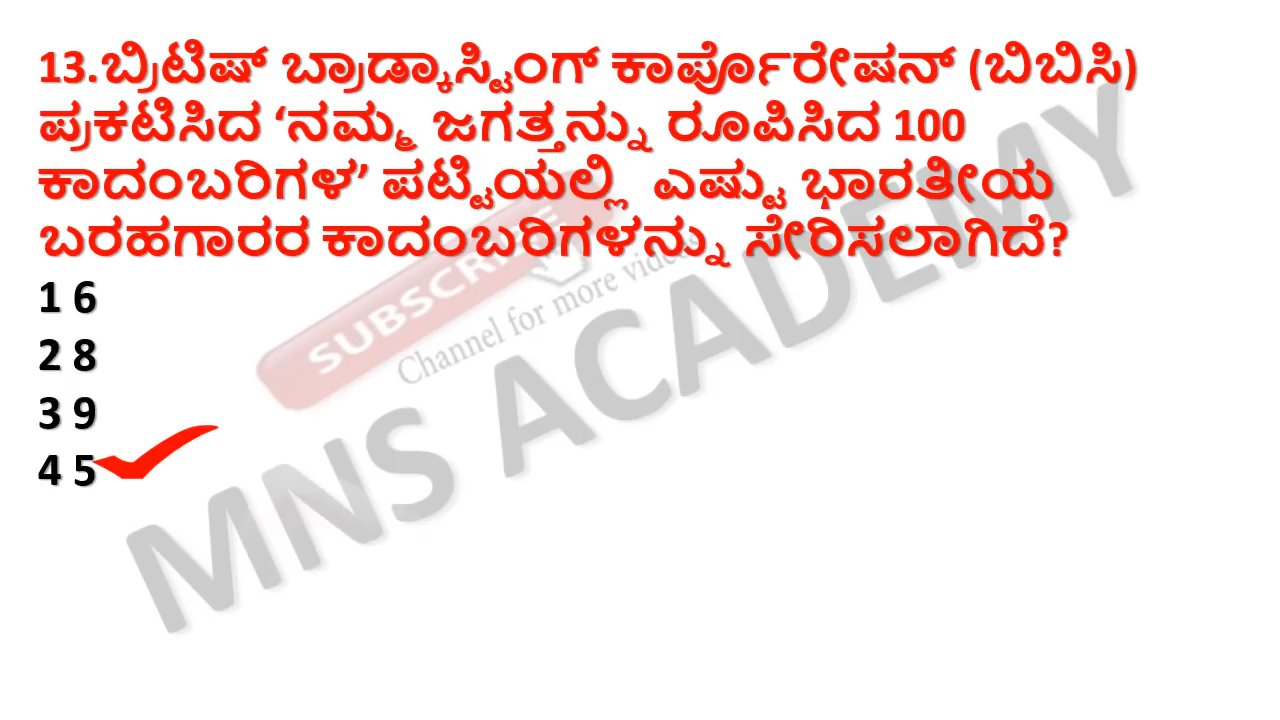 13.ಬ್ರಿಟಿಷ್ ಬ್ರಾಡ್ಕಾಸ್ಟಿಂಗ್ ಕಾರ್ಪೊರೇಷನ್ (ಬಿಬಿಸಿ)
ಪ್ರಕಟಿಸಿದ ‘ನಮ್ಮ ಜಗತ್ತನ್ನು ರೂಪಿಸಿದ 100
ಕಾದಂಬರಿಗಳ’ ಪಟ್ಟಿಯಲ್ಲಿ ಎಷ್ಟು ಭಾರತೀಯ
ಬರಹಗಾರರ ಕಾದಂಬರಿಗಳನ್ನು ಸೇರಿಸಲಾಗಿದೆ?
1 6
2 8
3 9
4 5
SUBSCRIBE
Channel for more videos
MNS ACADEMY